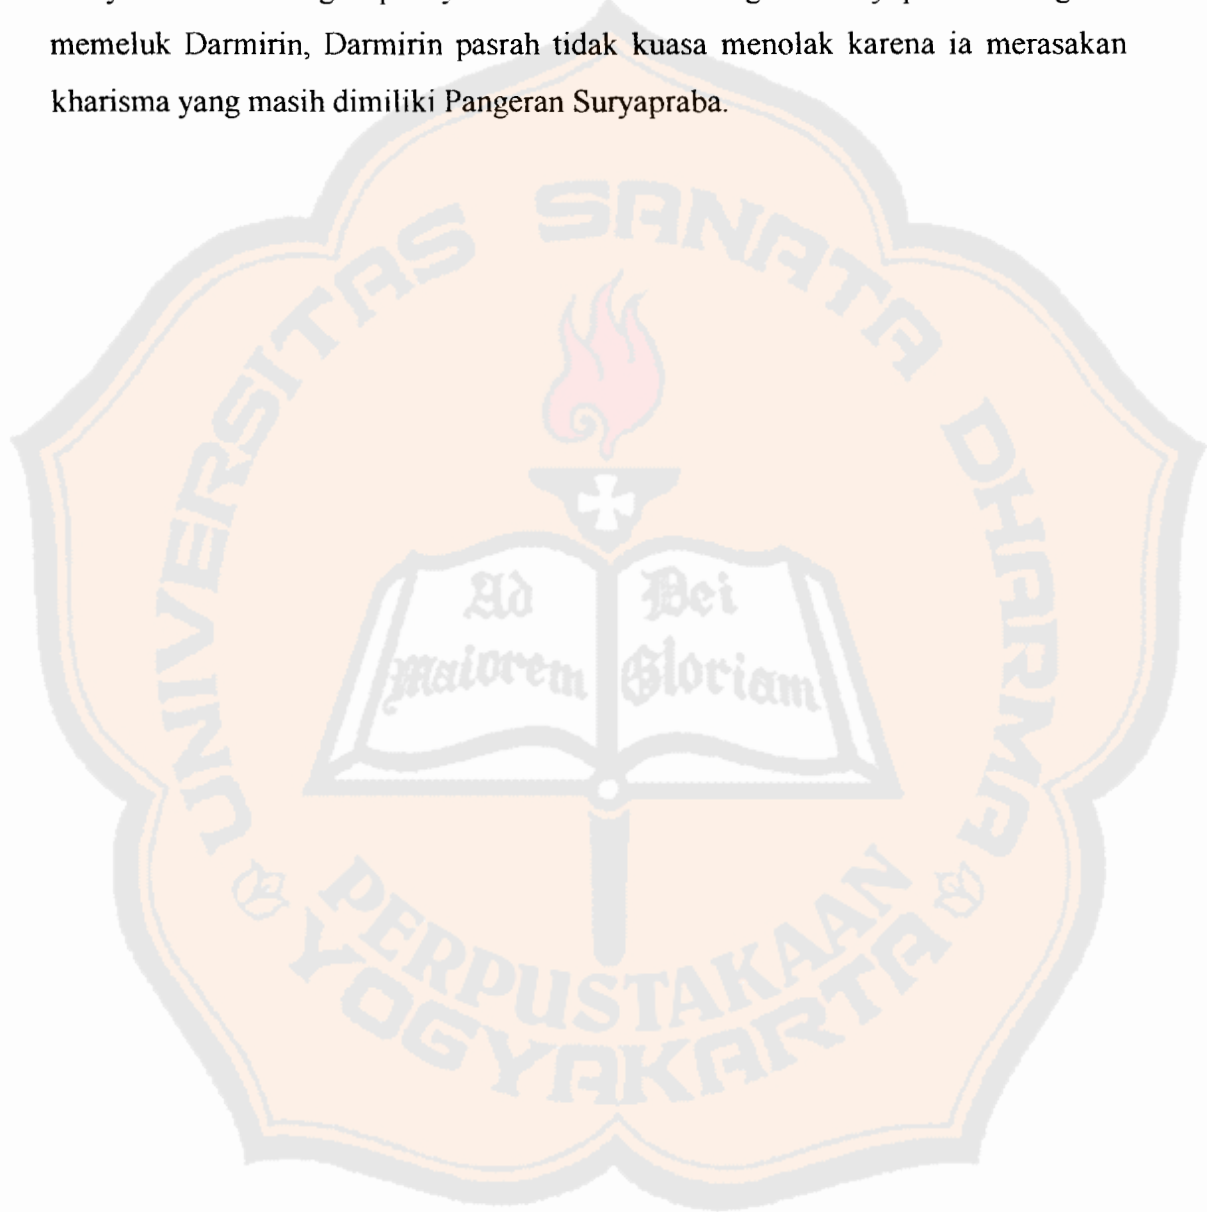 memeluk Darmirin, Darmirin pasrah tidak kuasa menolak karena ia merasakan
kharisma yang masih dimiliki Pangeran Suryapraba.
UNIVERSITAS SANATA DHARMA
Ad
Dei
maiorem
Gloriam
PERPUSTAKAAN
YOGYAKARTA